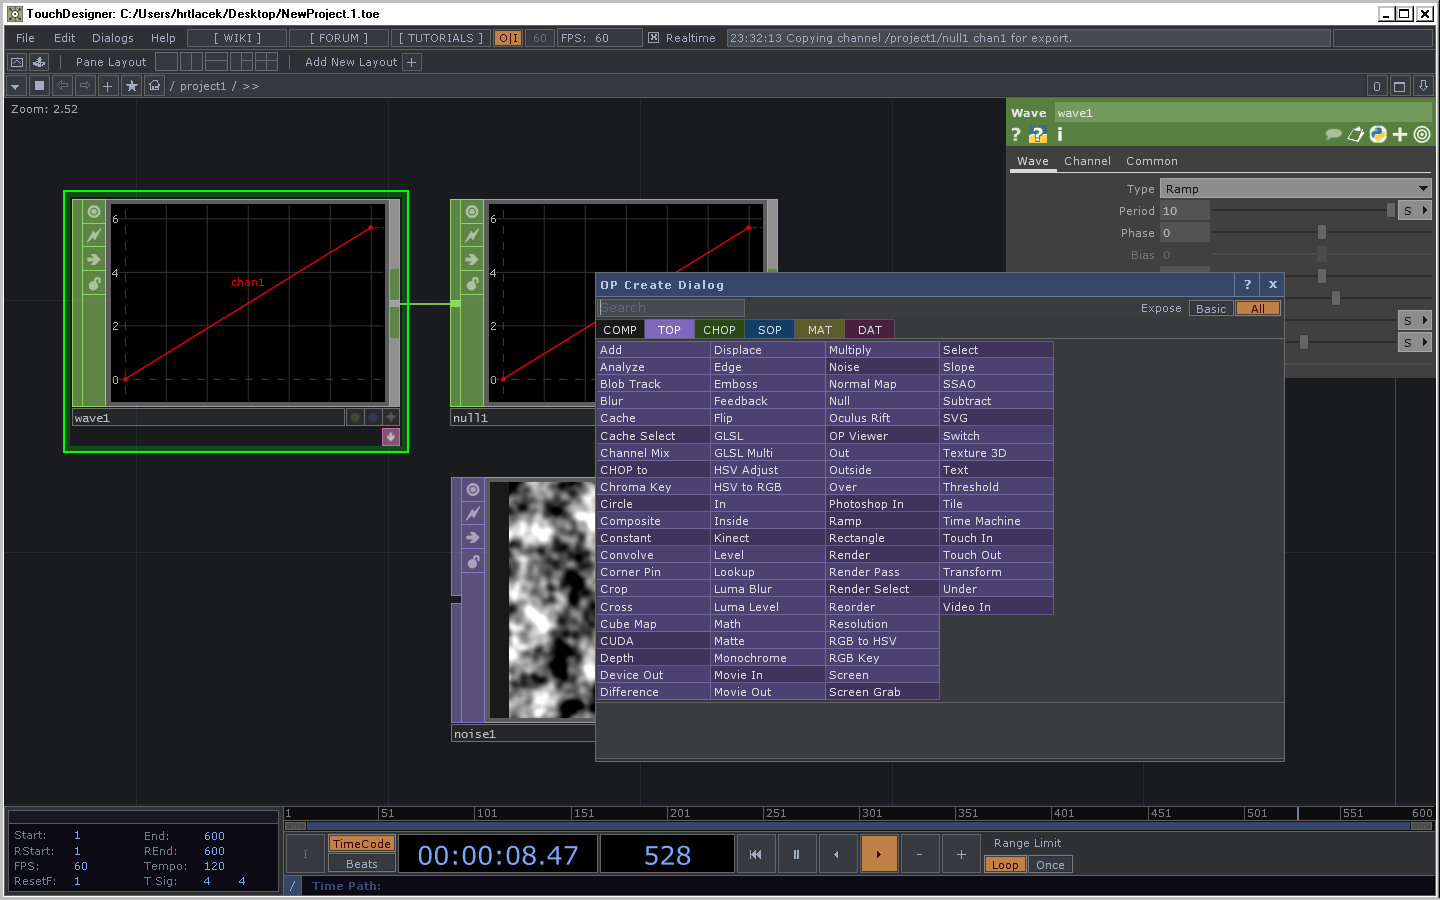 TouchDesigner: C:/Users/hrtlacek/Desktop/NewProject.1.toe
File Edit Dialogs Help [ WIKI ] [ FORUM ] [ TUTORIALS ] O|I 60 FPS: 60 Realtime 23:32:13 Copying channel /project1/null1 chan1 for export.
Pane Layout Add New Layout +
/ project1 / >> 0
Zoom: 2.52
Wave wave1
? ? i
Wave Channel Common
Type Ramp
Period 10 S
Phase 0
Bias 0
S
S
6
4
2
0
chan1
wave1
6
4
2
0
null1
noise1
OP Create Dialog ? x
Search Expose Basic All
COMP TOP CHOP SOP MAT DAT
Add Displace Multiply Select
Analyze Edge Noise Slope
Blob Track Emboss Normal Map SSAO
Blur Feedback Null Subtract
Cache Flip Oculus Rift SVG
Cache Select GLSL OP Viewer Switch
Channel Mix GLSL Multi Out Texture 3D
CHOP to HSV Adjust Outside Text
Chroma Key HSV to RGB Over Threshold
Circle In Photoshop In Tile
Composite Inside Ramp Time Machine
Constant Kinect Rectangle Touch In
Convolve Level Render Touch Out
Corner Pin Lookup Render Pass Transform
Crop Luma Blur Render Select Under
Cross Luma Level Reorder Video In
Cube Map Math Resolution
CUDA Matte RGB to HSV
Depth Monochrome RGB Key
Device Out Movie In Screen
Difference Movie Out Screen Grab
1 51 101 151 201 251 301 351 401 451 501 551 600
Start: 1 End: 600
RStart: 1 REnd: 600
FPS: 60 Tempo: 120
ResetF: 1 T Sig: 4 4
I TimeCode Beats 00:00:08.47 528 - + Range Limit
Loop Once
/ Time Path: